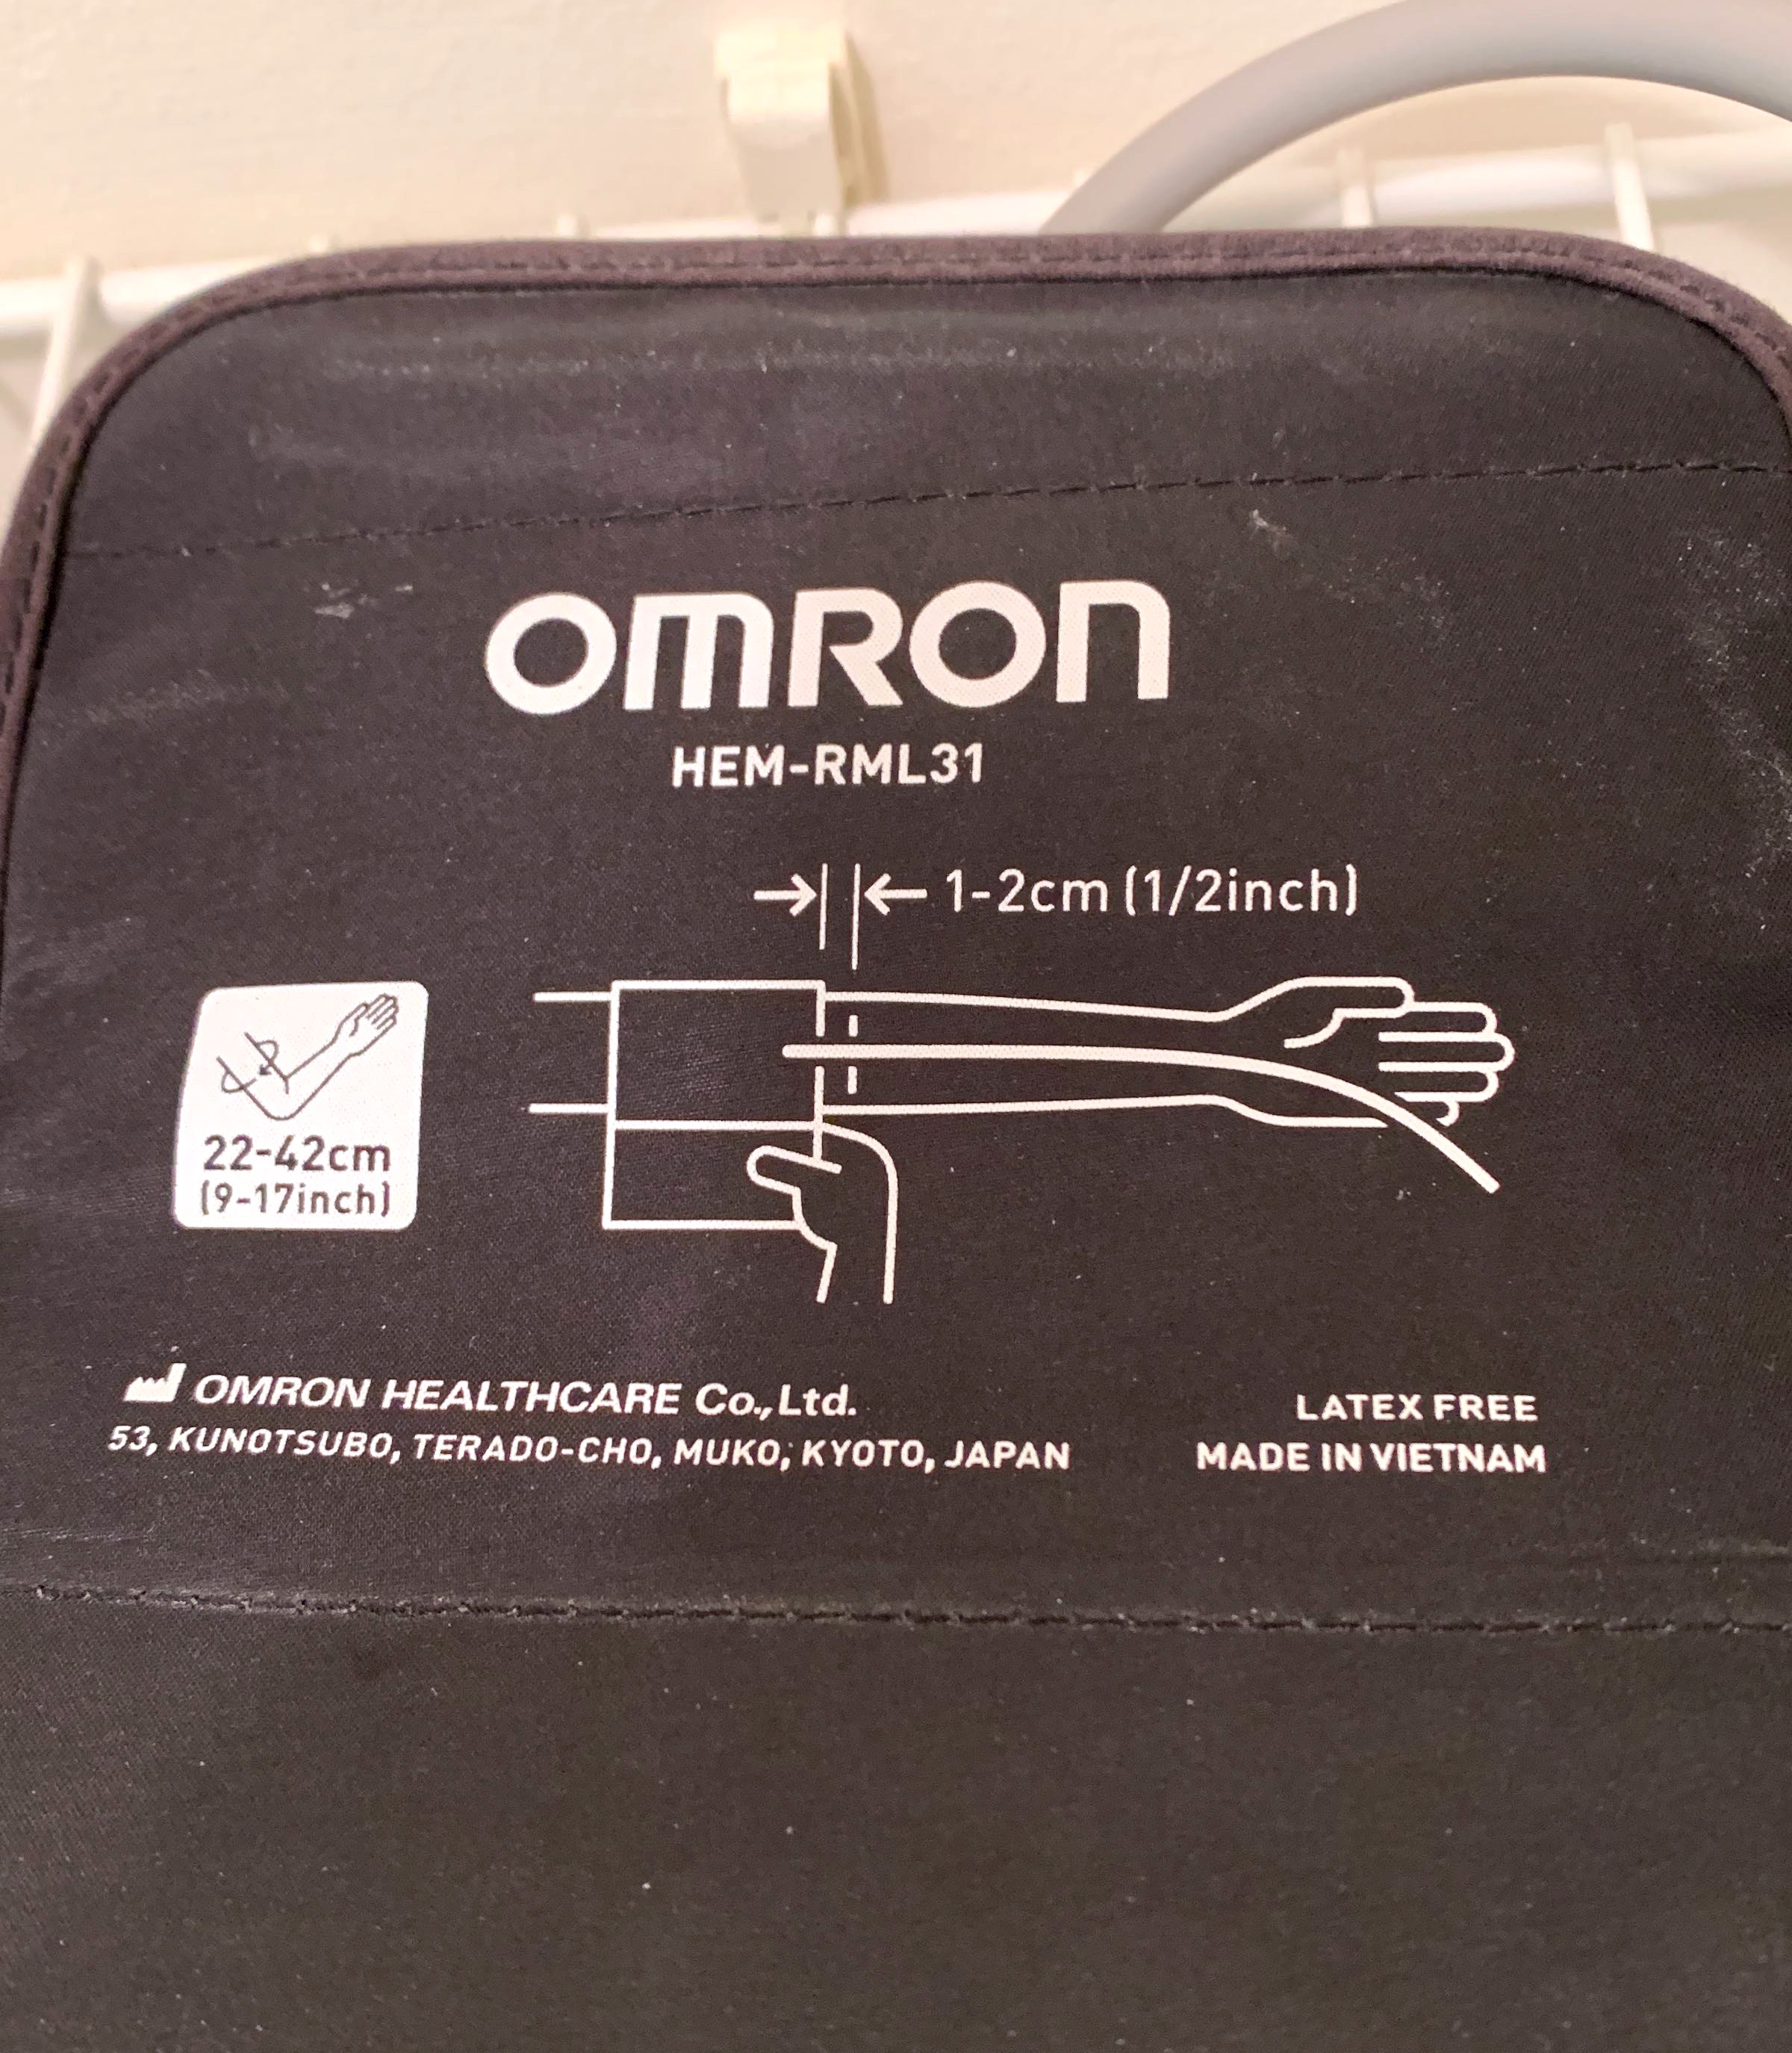 OMRON
HEM-RML31
1-2cm (1/2inch)
22-42cm
(9-17inch)
OMRON HEALTHCARE Co., Ltd.
53, KUNOTSUBO, TERADO-CHO, MUKO, KYOTO, JAPAN
LATEX FREE
MADE IN VIETNAM